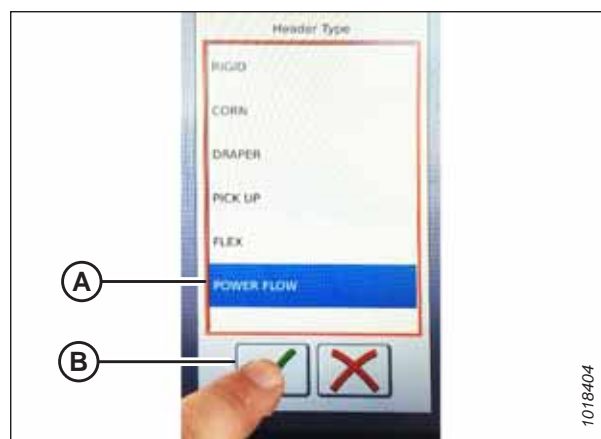 Header Type
RIGID
CORN
DRAPER
PICK UP
FLEX
A
POWER FLOW
B
1018404